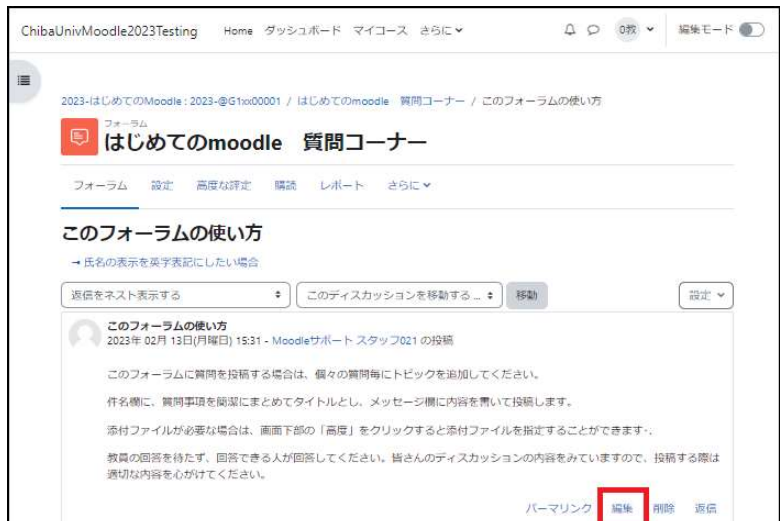 ChibaUnivMoodle2023Testing Home ダッシュボード マイコース さらに 0教 編集モード
2023-はじめてのMoodle : 2023-@G1xx00001 / はじめてのmoodle 質問コーナー / このフォーラムの使い方
フォーラム
はじめてのmoodle 質問コーナー
フォーラム 設定 高度な評定 購読 レポート さらに
このフォーラムの使い方
→ 氏名の表示を英字表記にしたい場合
返信をネスト表示する このディスカッションを移動する ... 移動 設定
このフォーラムの使い方
2023年 02月 13日(月曜日) 15:31 - Moodleサポート スタッフ021 の投稿
このフォーラムに質問を投稿する場合は、個々の質問毎にトピックを追加してください。
件名欄に、質問事項を簡潔にまとめてタイトルとし、メッセージ欄に内容を書いて投稿します。
添付ファイルが必要な場合は、画面下部の「高度」をクリックすると添付ファイルを指定することができます·.
教員の回答を待たず、回答できる人が回答してください。皆さんのディスカッションの内容をみていますので、投稿する際は
適切な内容を心がけてください。
パーマリンク 編集 削除 返信